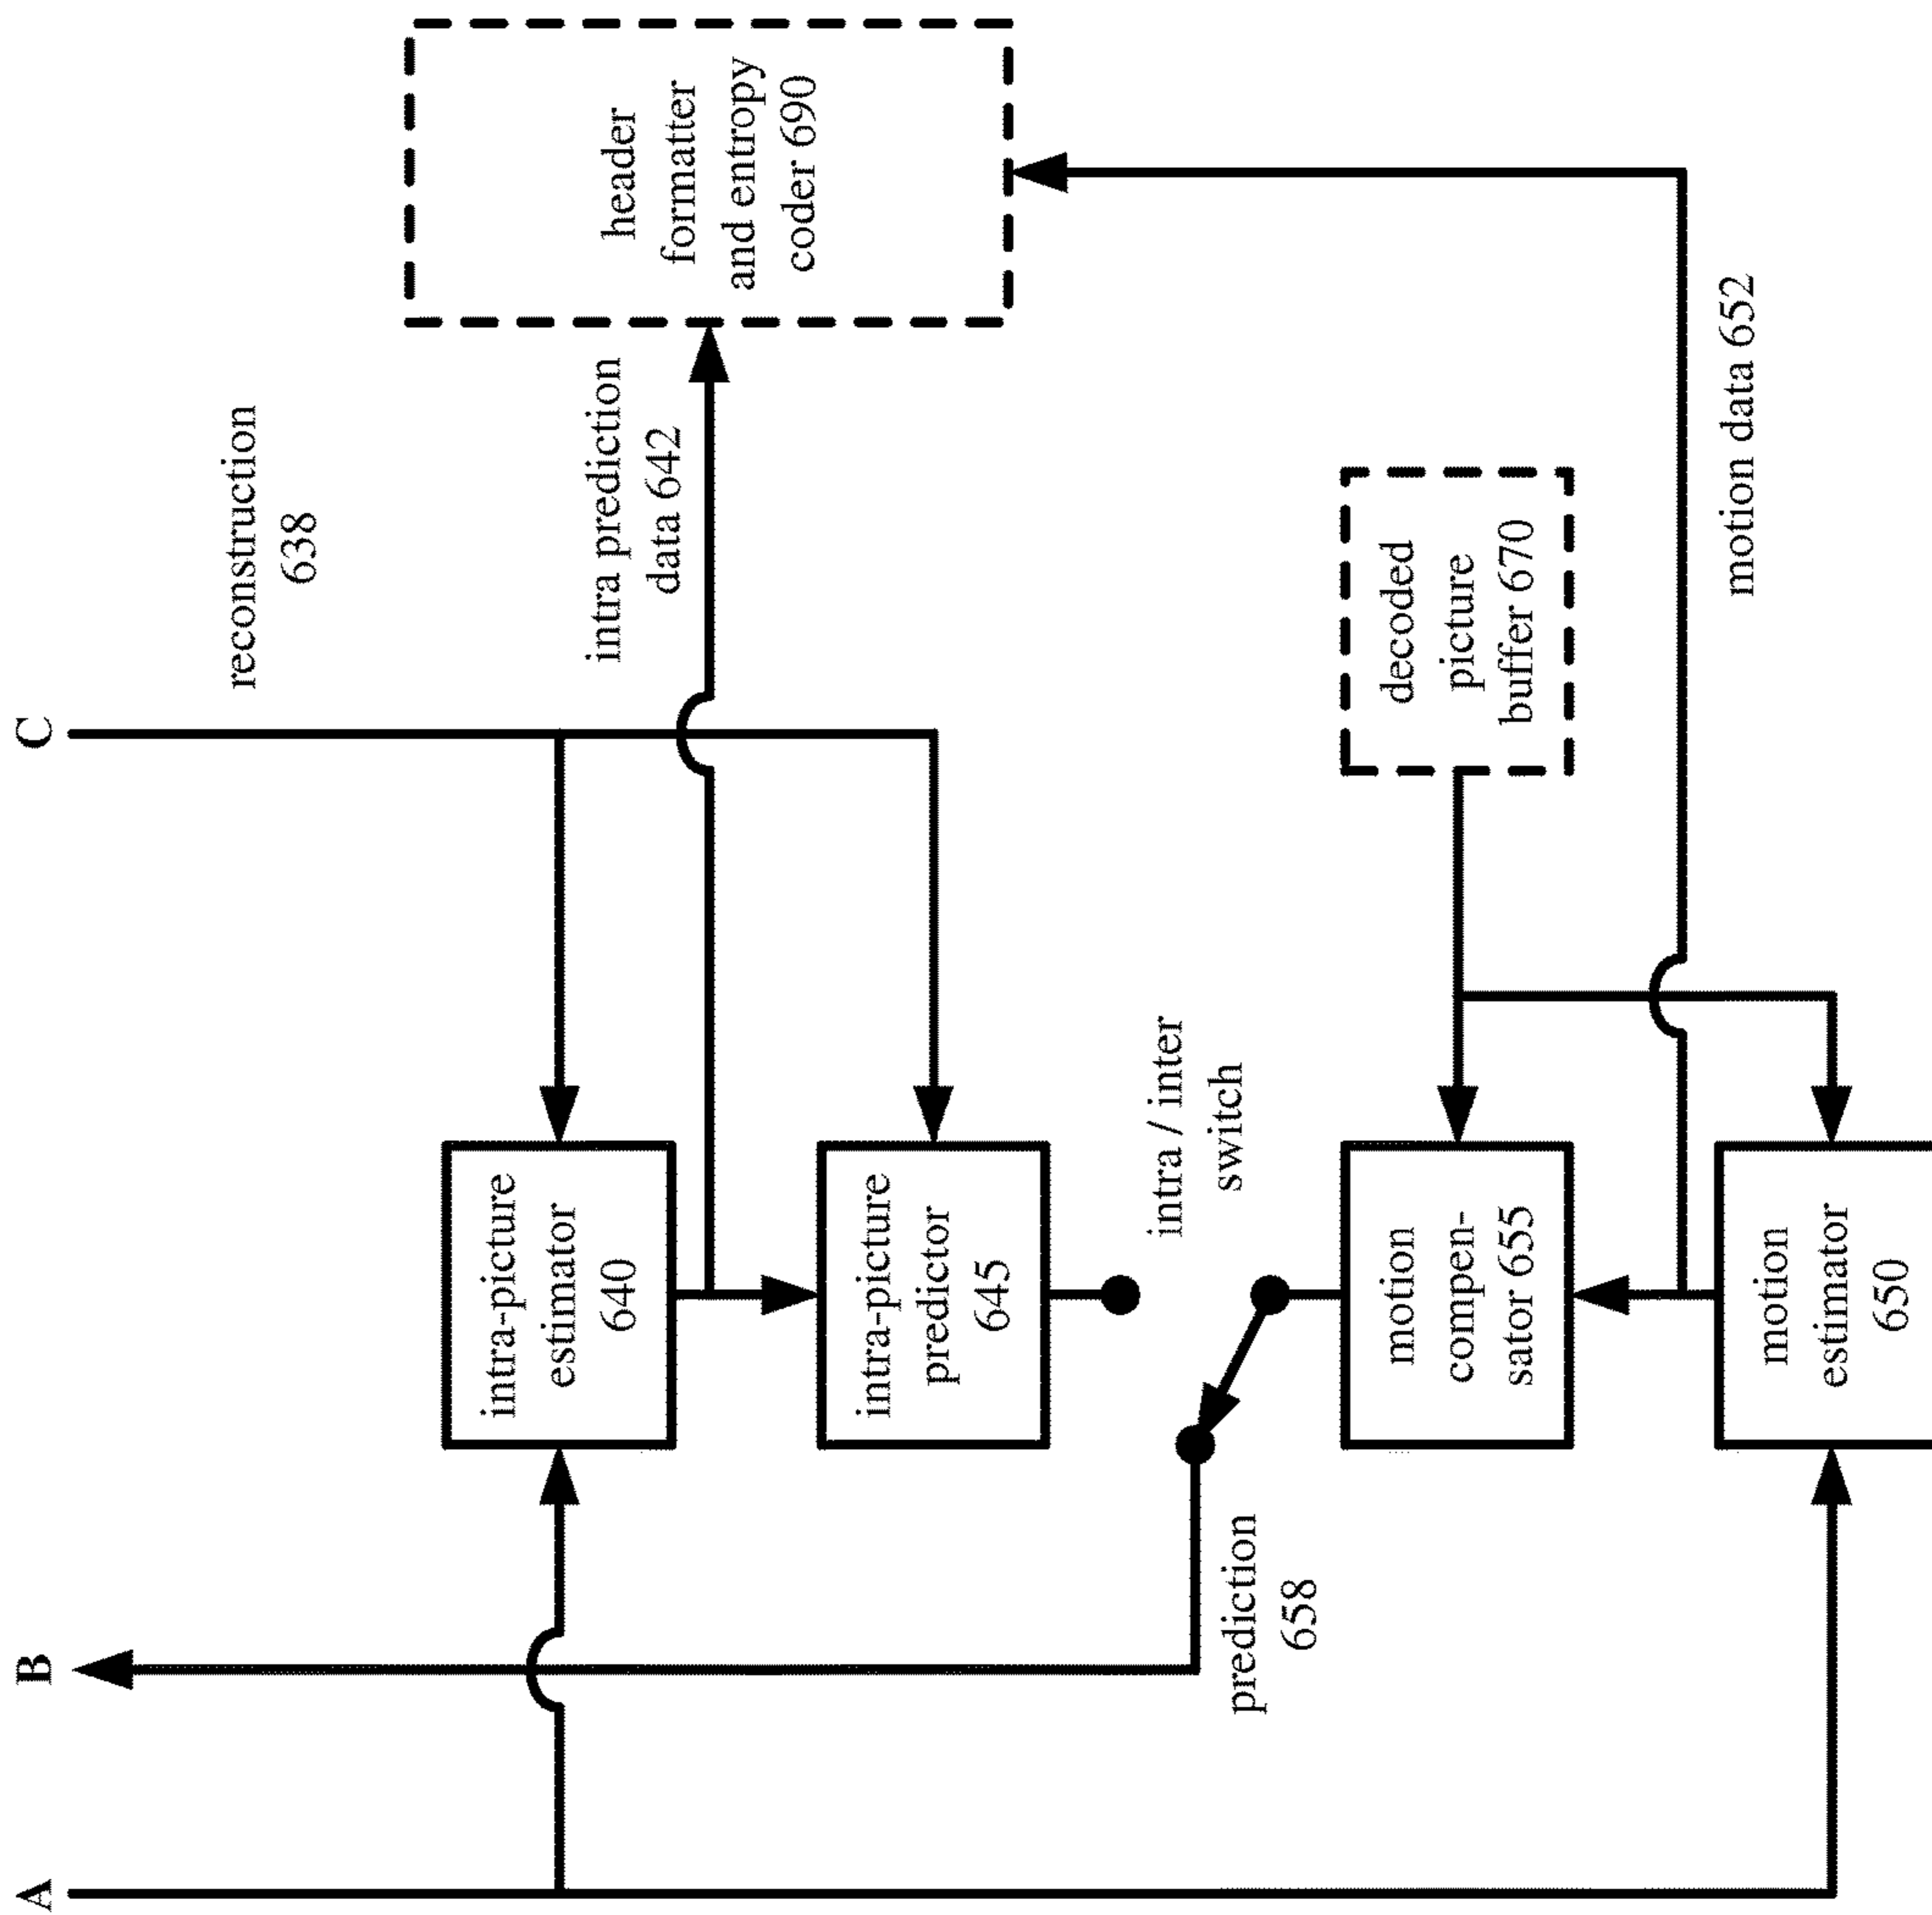 A
B
C
reconstruction
638
header
formatter
and entropy
coder 690
intra prediction
data 642
intra-picture
estimator
640
intra-picture
predictor
645
intra / inter
switch
prediction
658
decoded
picture
buffer 670
motion
compen-
sator 655
motion data 652
motion
estimator
650